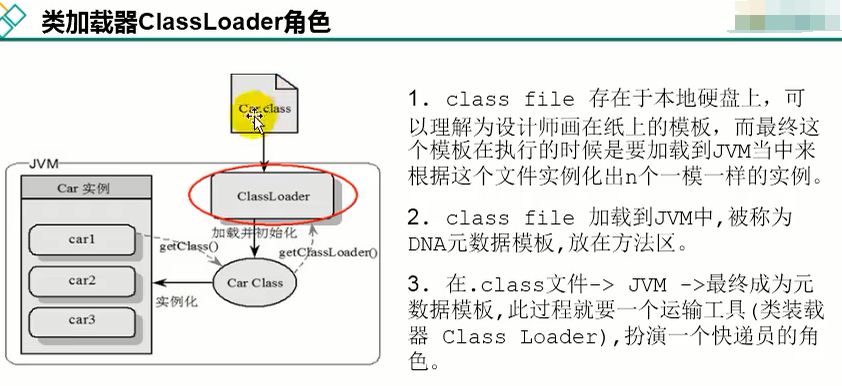 类加载器ClassLoader角色
Car.class
JVM
Car 实例
ClassLoader
car1
加载并初始化
getClass()
getClassLoader()
car2
Car Class
实例化
car3
1. class file 存在于本地硬盘上，可
以理解为设计师画在纸上的模板，而最终这
个模板在执行的时候是要加载到JVM当中来
根据这个文件实例化出n个一模一样的实例。
2. class file 加载到JVM中,被称为
DNA元数据模板,放在方法区。
3. 在.class文件-> JVM ->最终成为元
数据模板,此过程就要一个运输工具(类装载
器 Class Loader),扮演一个快递员的角
色。